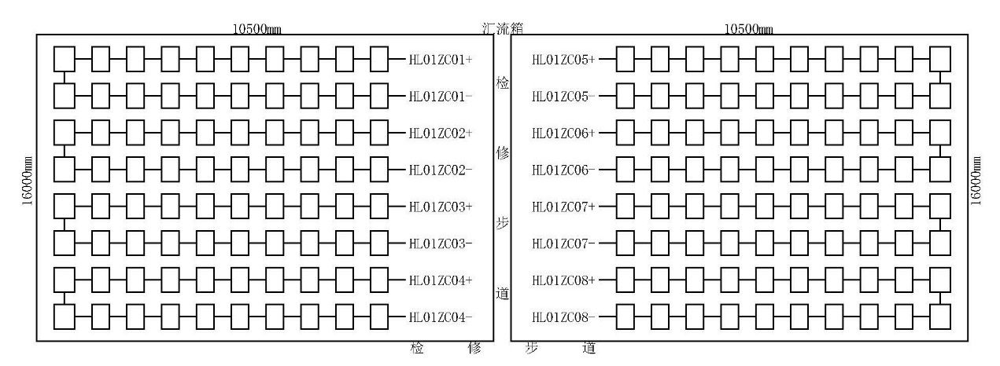 10500mm
汇流箱
10500mm
HL01ZC01+
HL01ZC01-
HL01ZC02+
HL01ZC02-
HL01ZC03+
HL01ZC03-
HL01ZC04+
HL01ZC04-
16000mm
检
修
步
道
HL01ZC05+
HL01ZC05-
HL01ZC06+
HL01ZC06-
HL01ZC07+
HL01ZC07-
HL01ZC08+
HL01ZC08-
16000mm
检 修 步 道